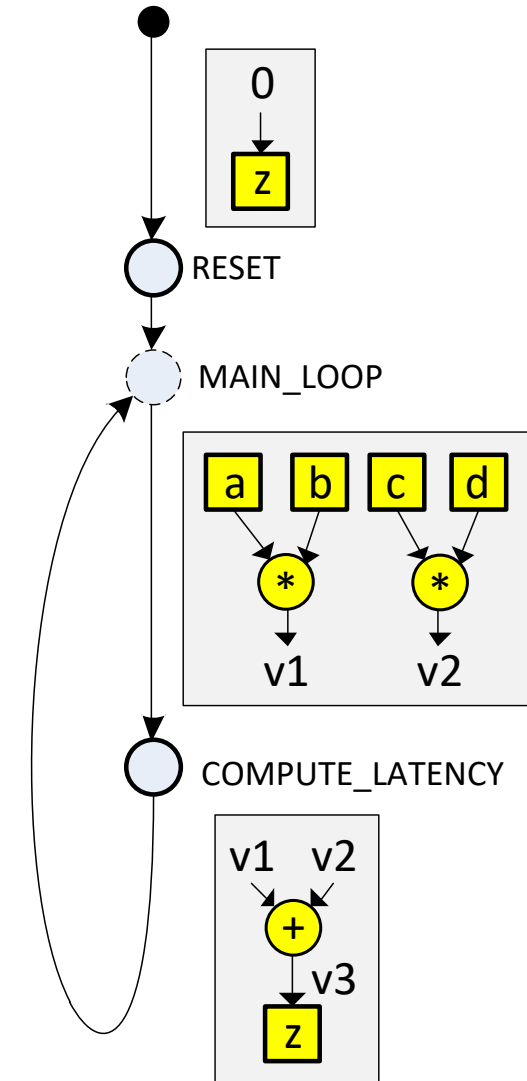 0
z
RESET
MAIN_LOOP
a b c d
* *
v1 v2
COMPUTE_LATENCY
v1 v2
+
v3
z